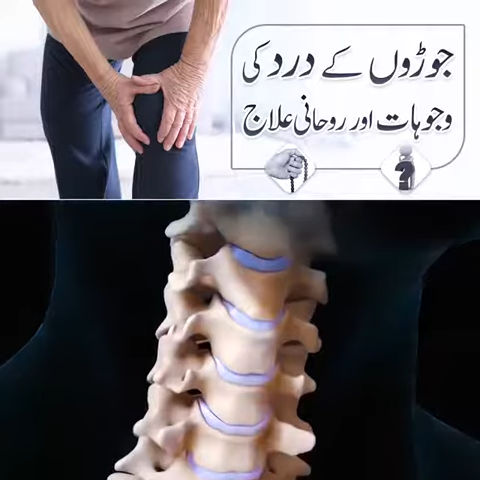 جوڑوں کے درد کی
وجوہات اور روحانی علاج